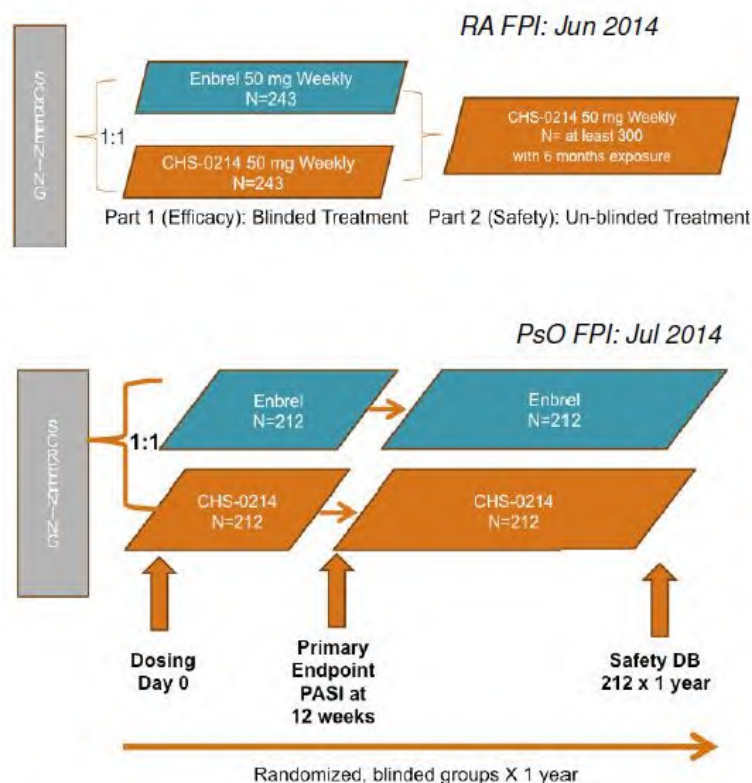 RA FPI: Jun 2014
SCREENING
1:1
Enbrel 50 mg Weekly
N=243
CHS-0214 50 mg Weekly
N=243
CHS-0214 50 mg Weekly
N= at least 300
with 6 months exposure
Part 1 (Efficacy): Blinded Treatment
Part 2 (Safety): Un-blinded Treatment
PsO FPI: Jul 2014
SCREENING
1:1
Enbrel
N=212
Enbrel
N=212
CHS-0214
N=212
CHS-0214
N=212
Dosing
Day 0
Primary
Endpoint
PASI at
12 weeks
Safety DB
212 x 1 year
Randomized, blinded groups X 1 year